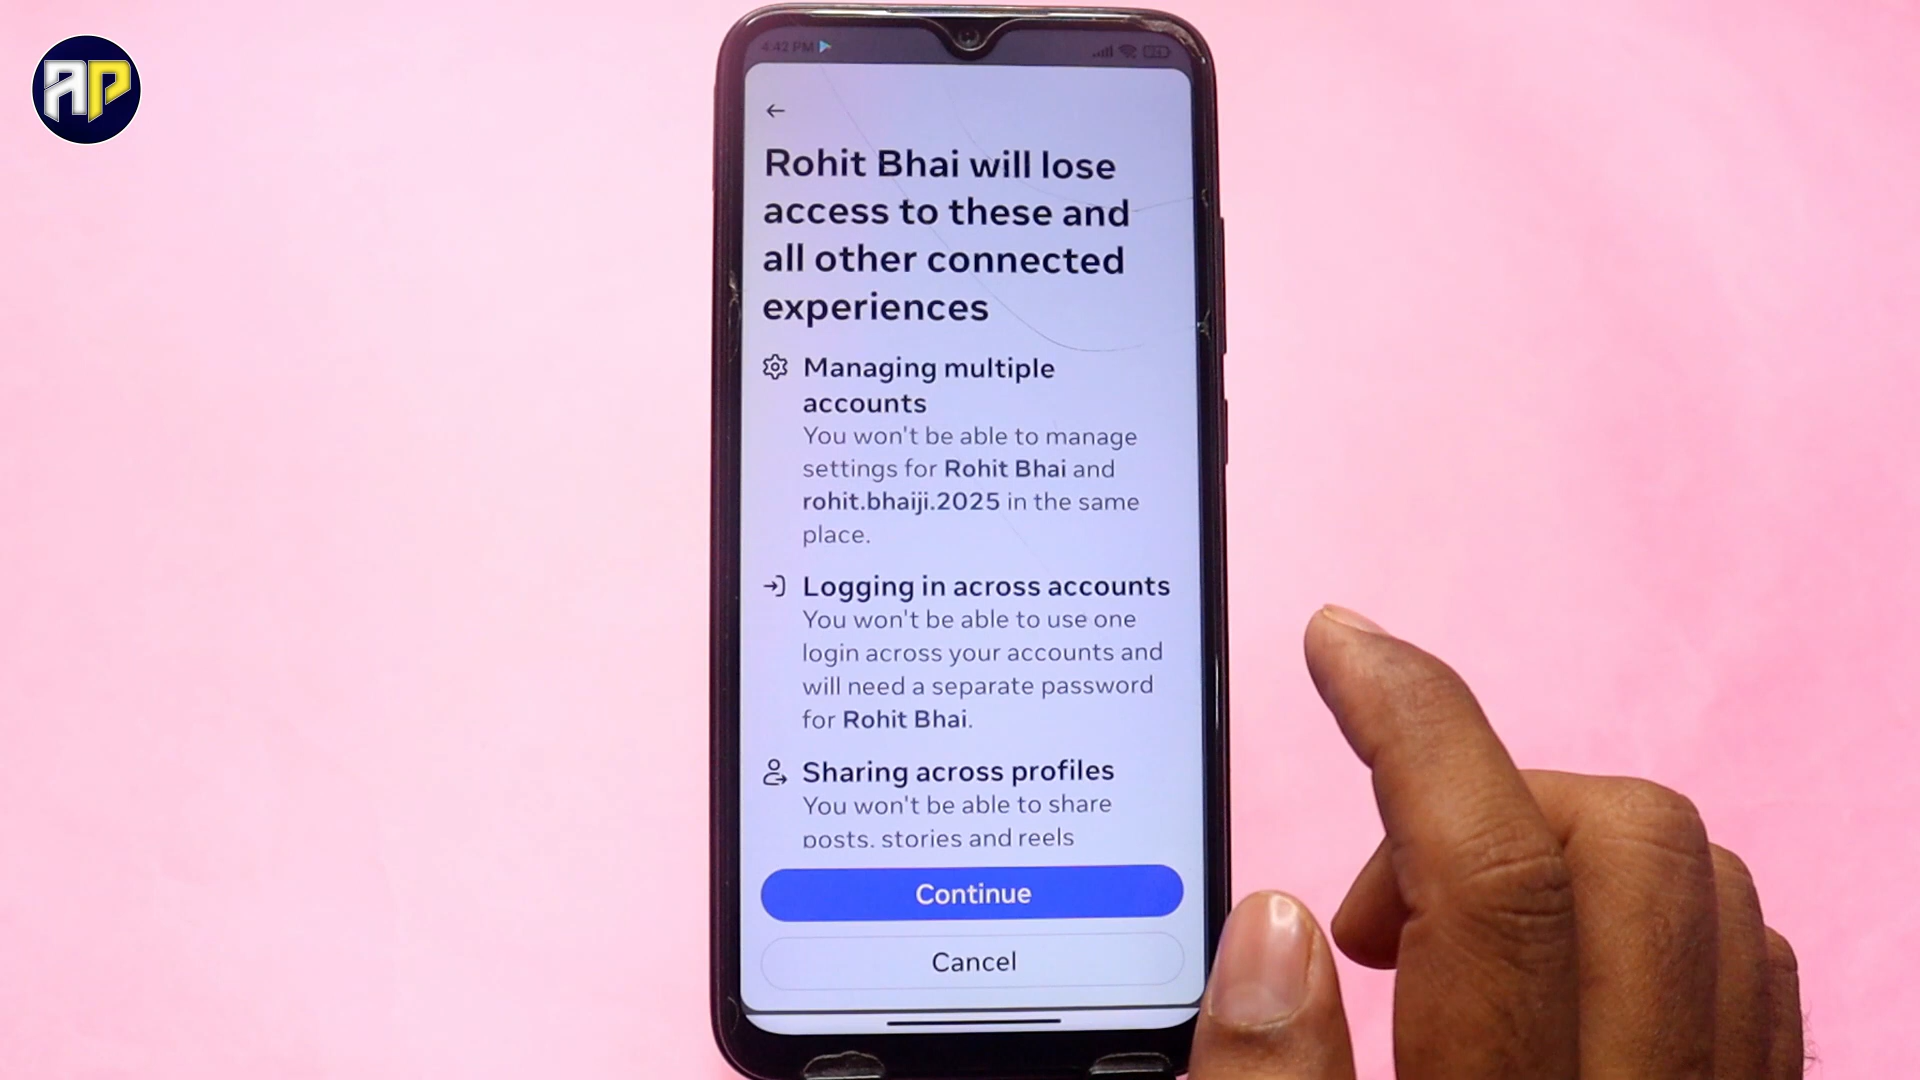 AP
4:42 PM
Rohit Bhai will lose
access to these and
all other connected
experiences
Managing multiple
accounts
You won't be able to manage
settings for Rohit Bhai and
rohit.bhaiji.2025 in the same
place.
Logging in across accounts
You won't be able to use one
login across your accounts and
will need a separate password
for Rohit Bhai.
Sharing across profiles
You won't be able to share
posts, stories and reels
Continue
Cancel